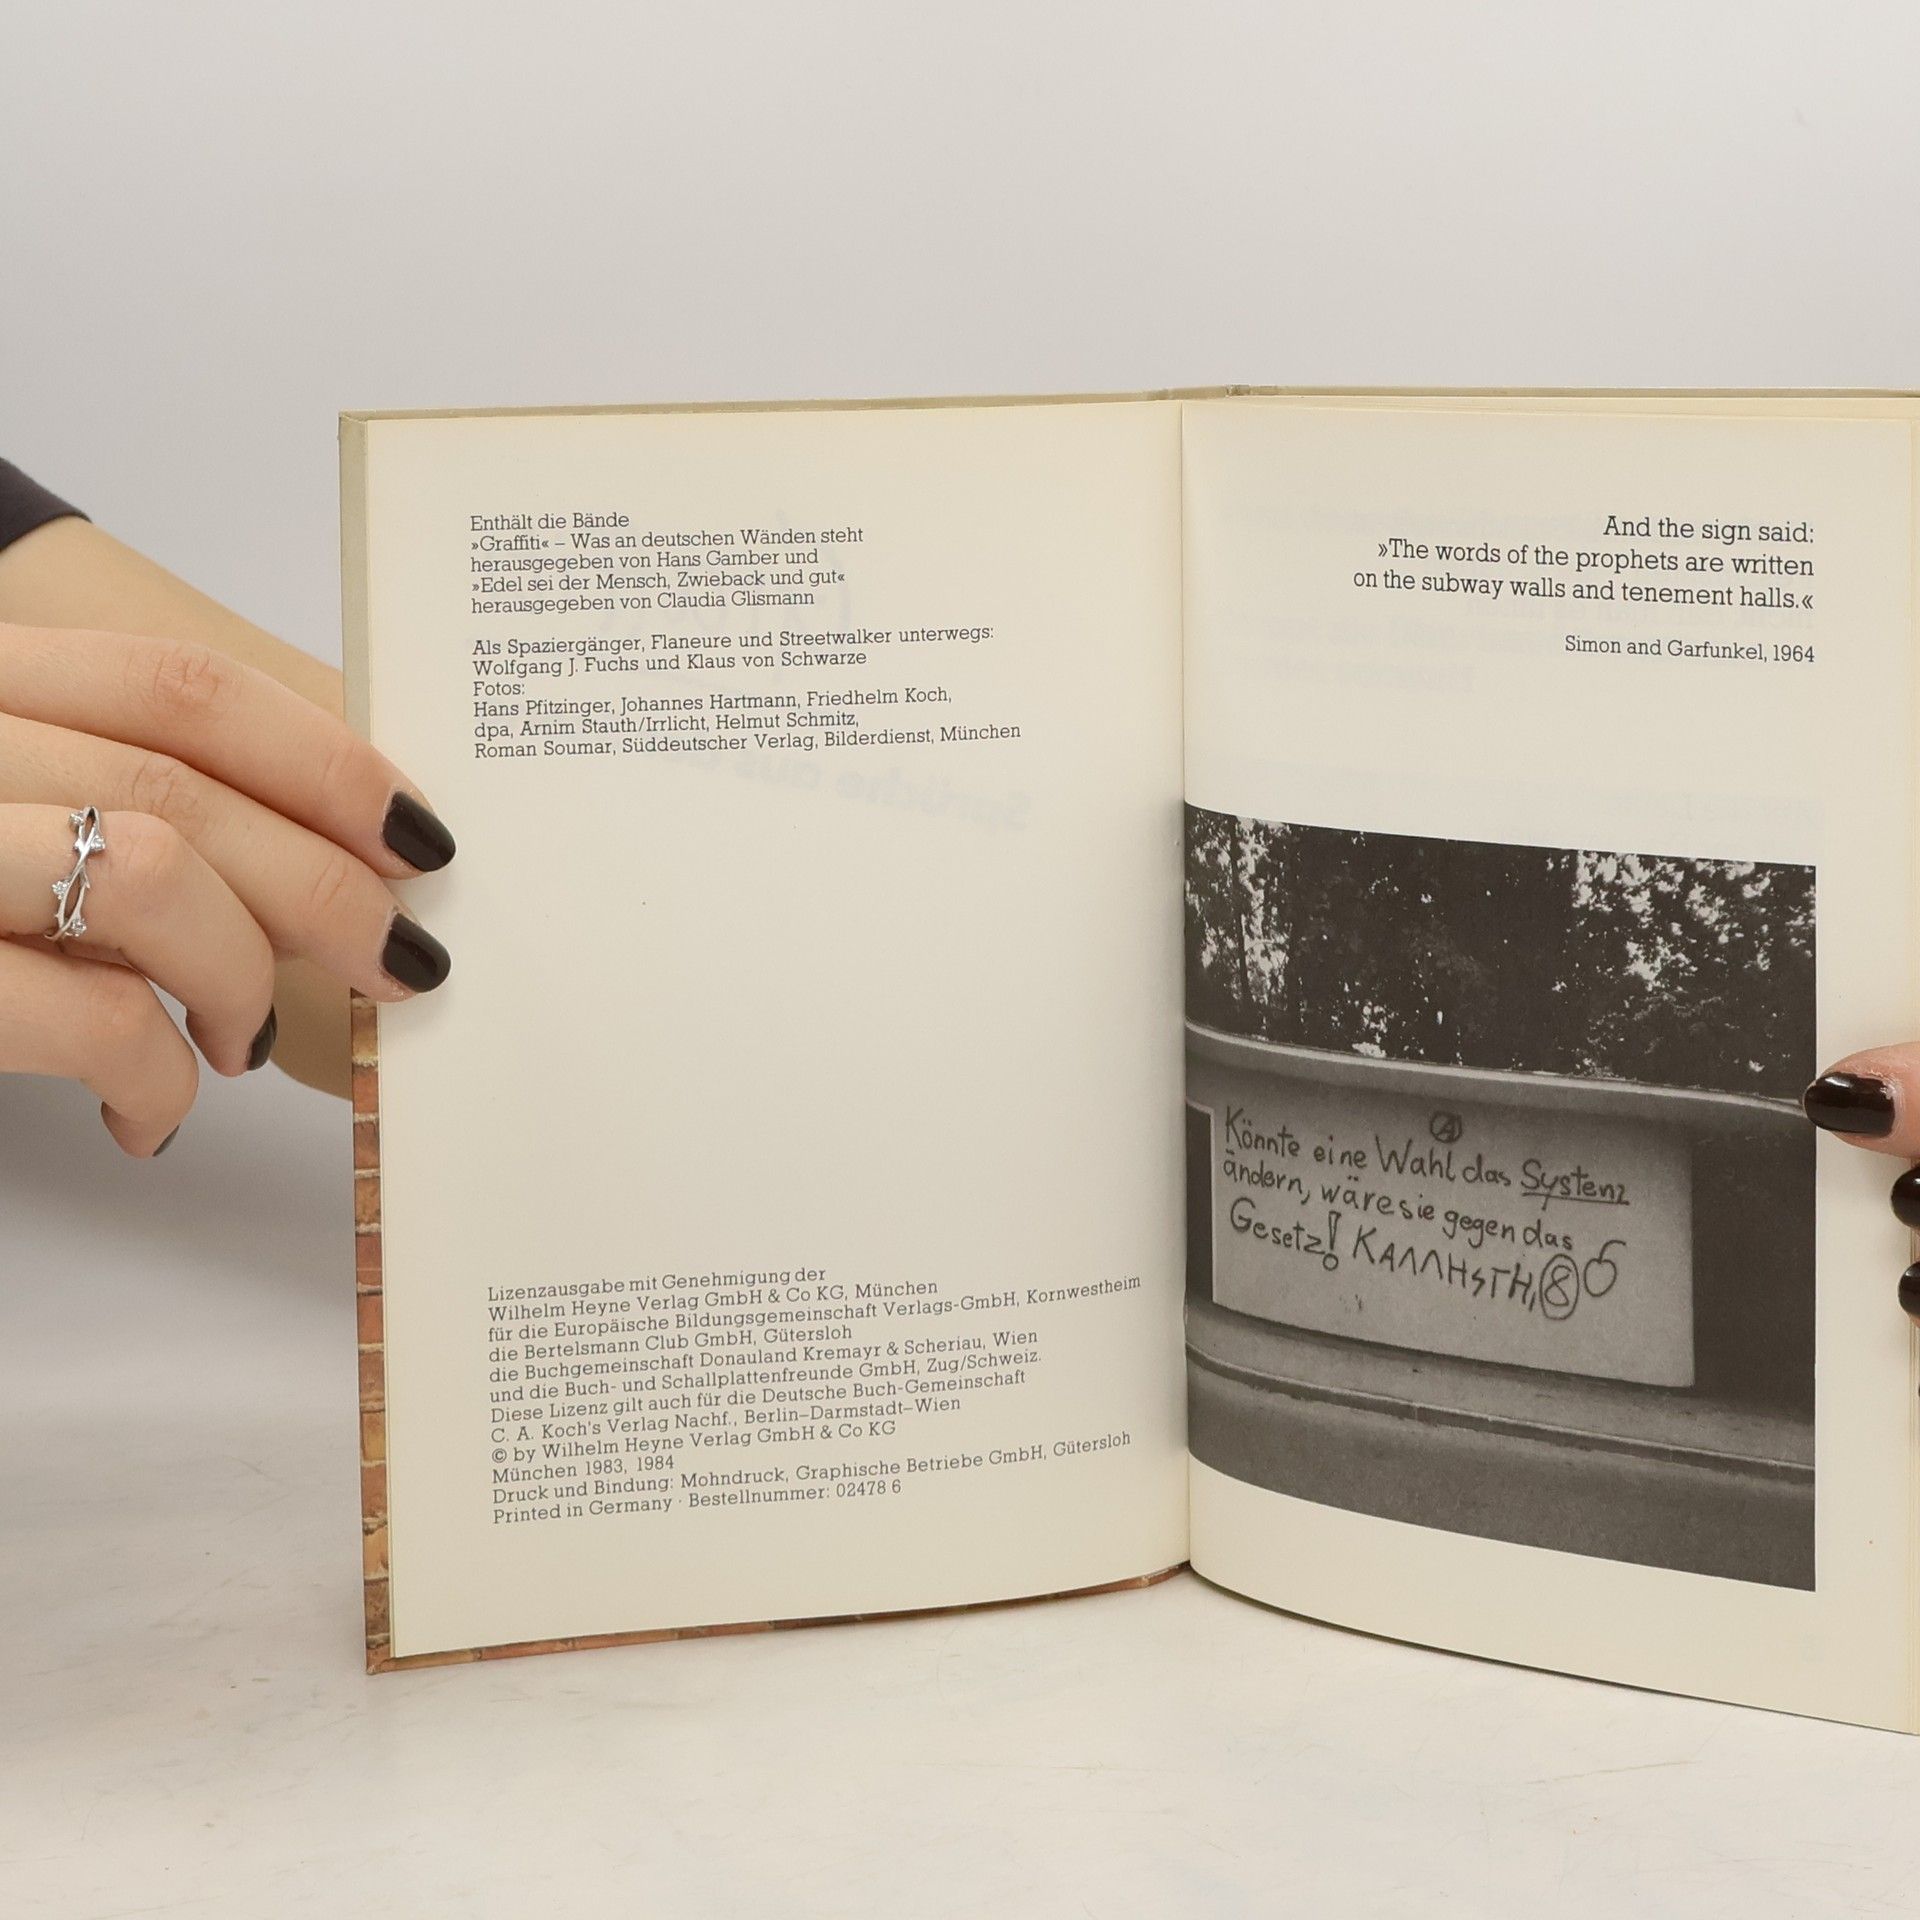 Enthält die Bände
»Graffiti« – Was an deutschen Wänden steht
herausgegeben von Hans Gamber und
»Edel sei der Mensch, Zwieback und gut«
herausgegeben von Claudia Glismann
Als Spaziergänger, Flaneure und Streetwalker unterwegs:
Wolfgang J. Fuchs und Klaus von Schwarze
Fotos:
Hans Pfitzinger, Johannes Hartmann, Friedhelm Koch,
dpa, Arnim Stauth/Irrlicht, Helmut Schmitz,
Roman Soumar, Süddeutscher Verlag, Bilderdienst, München
Lizenzausgabe mit Genehmigung der
Wilhelm Heyne Verlag GmbH & Co KG, München
für die Europäische Bildungsgemeinschaft Verlags-GmbH, Kornwestheim
die Bertelsmann Club GmbH, Gütersloh
die Buchgemeinschaft Donauland Kremayr & Scheriau, Wien
und die Buch- und Schallplattenfreunde GmbH, Zug/Schweiz.
Diese Lizenz gilt auch für die Deutsche Buch-Gemeinschaft
C. A. Koch's Verlag Nachf., Berlin–Darmstadt–Wien
© by Wilhelm Heyne Verlag GmbH & Co KG
München 1983, 1984
Druck und Bindung: Mohndruck, Graphische Betriebe GmbH, Gütersloh
Printed in Germany · Bestellnummer: 02478 6
And the sign said:
»The words of the prophets are written
on the subway walls and tenement halls.«
Simon and Garfunkel, 1964
Könnte eine Wahl das Systenz
ändern, wäre sie gegen das
Gesetz!